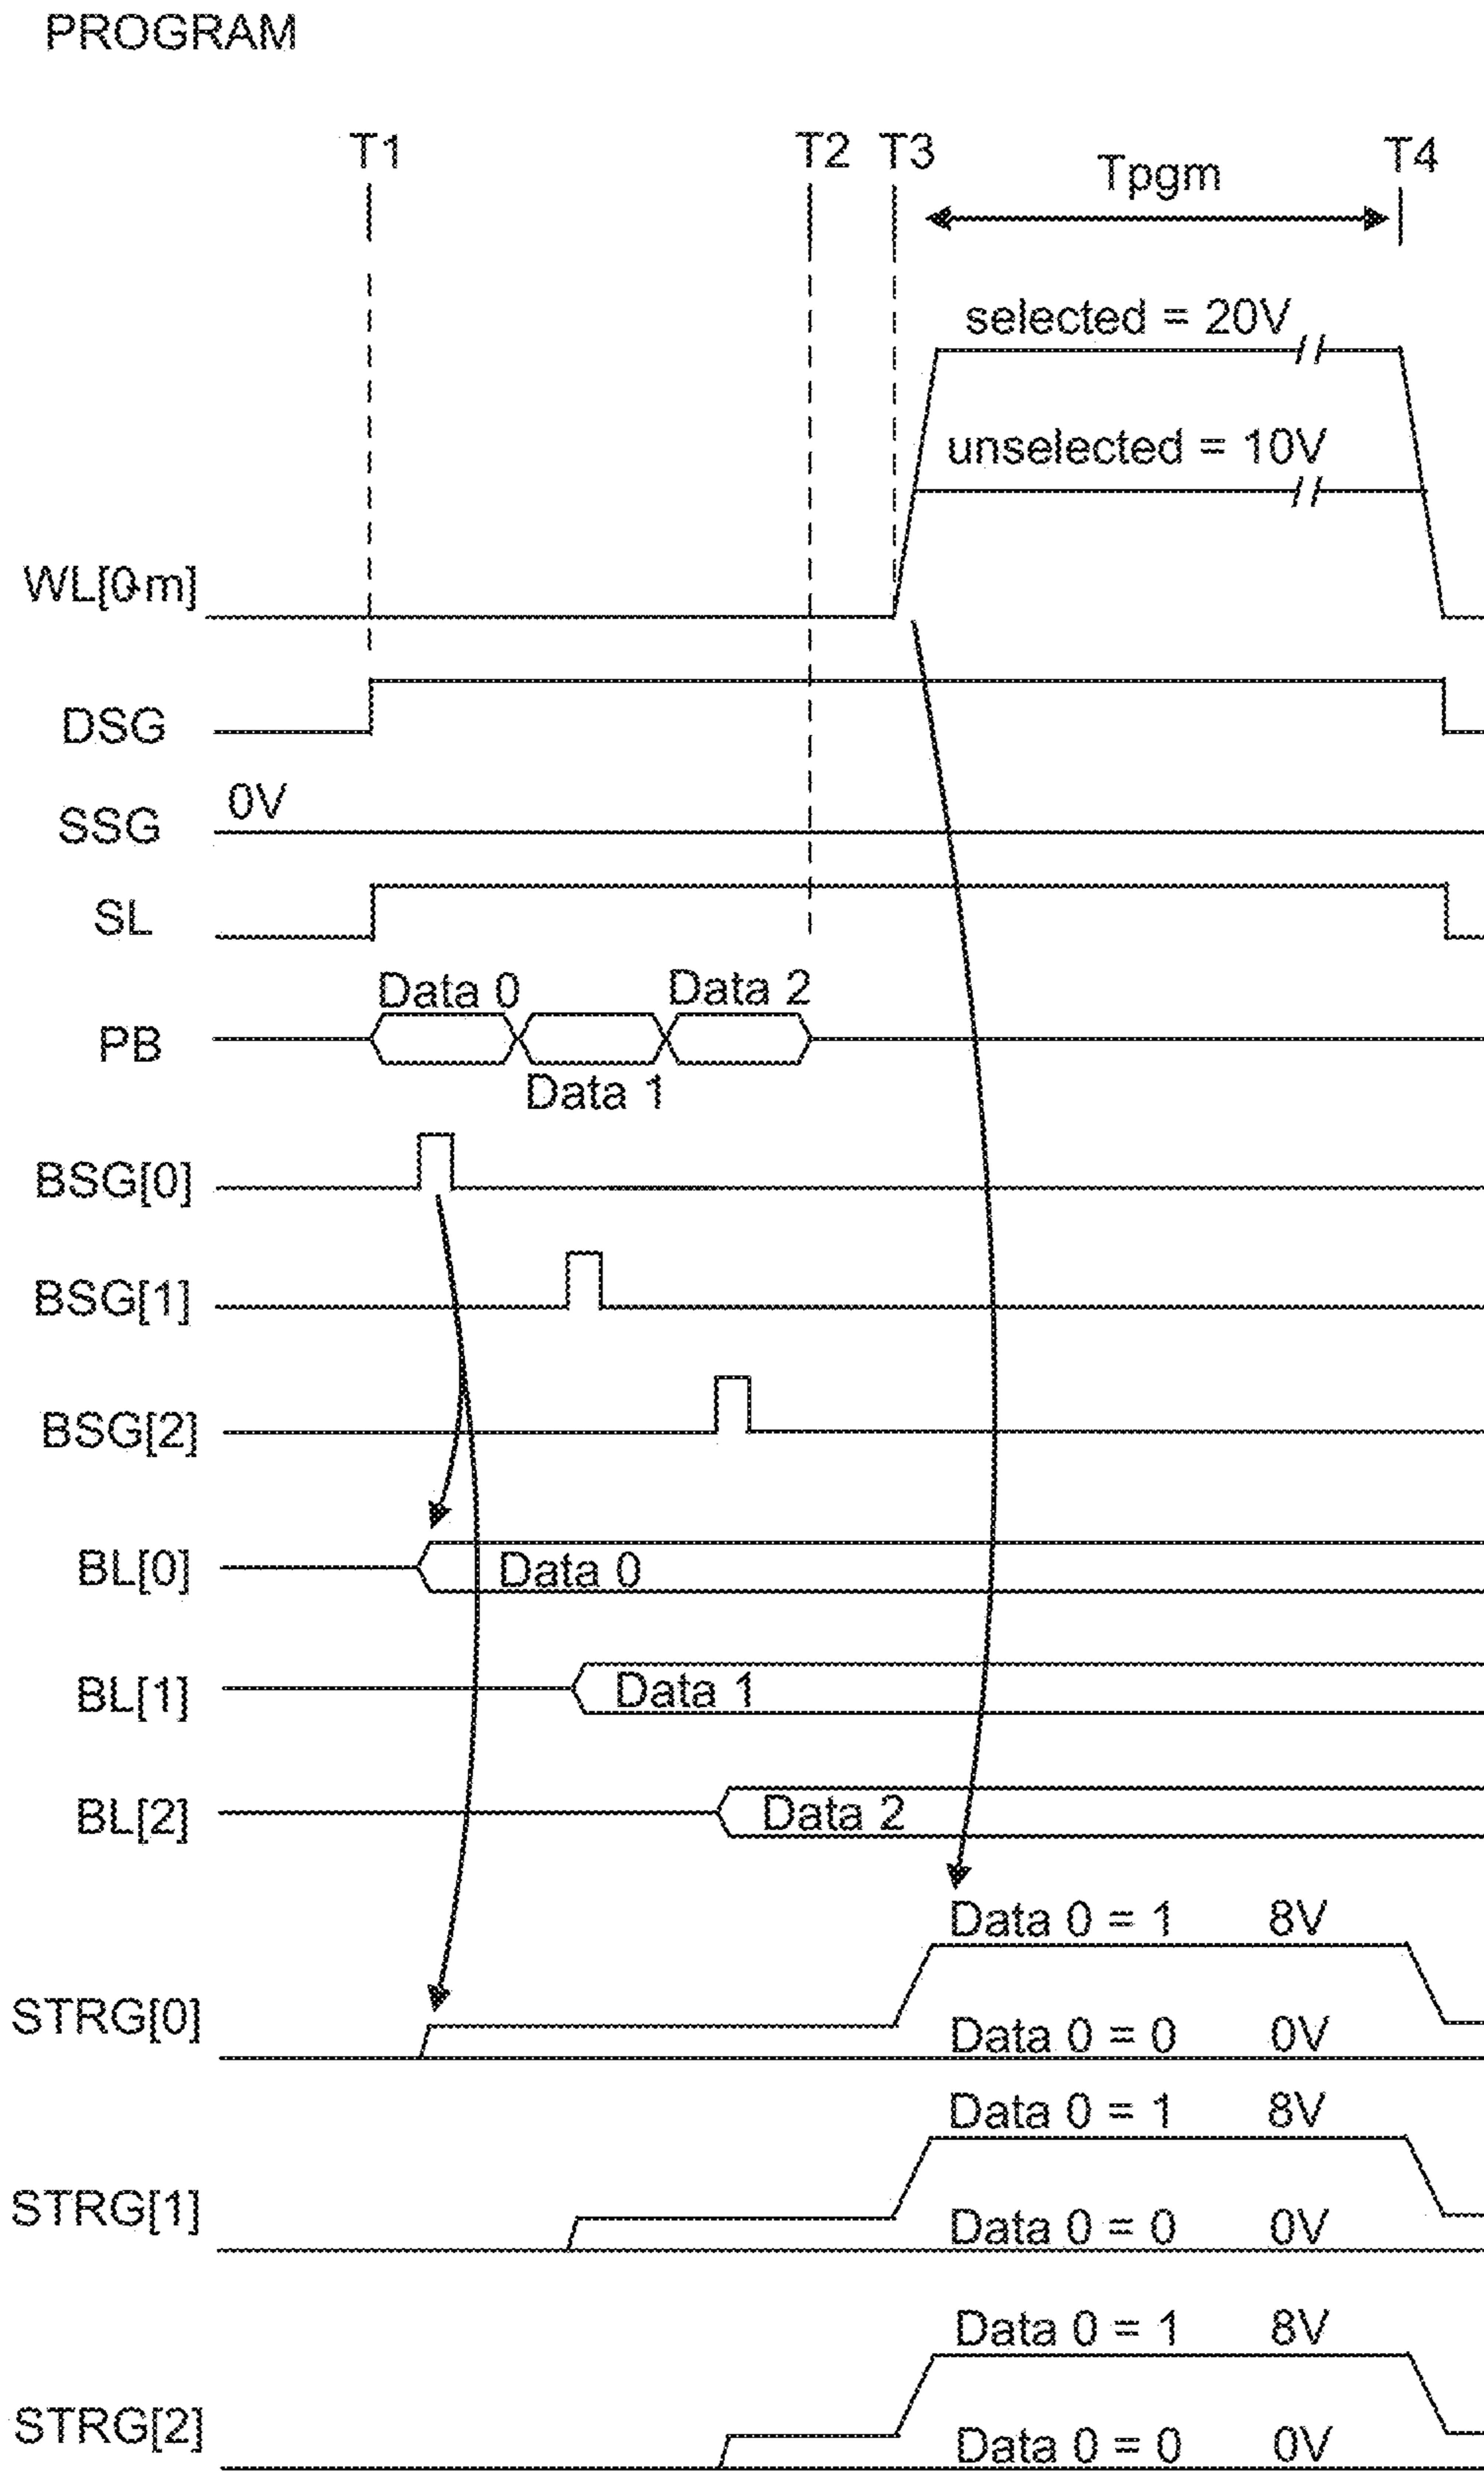 PROGRAM
T1 T2 T3 Tpgm T4
selected = 20V
unselected = 10V
WL[0-m]
DSG
0V
SSG
SL
Data 0 Data 2
PB
Data 1
BSG[0]
BSG[1]
BSG[2]
BL[0] Data 0
BL[1] Data 1
BL[2] Data 2
Data 0 = 1 8V
STRG[0]
Data 0 = 0 0V
Data 0 = 1 8V
STRG[1]
Data 0 = 0 0V
Data 0 = 1 8V
STRG[2]
Data 0 = 0 0V